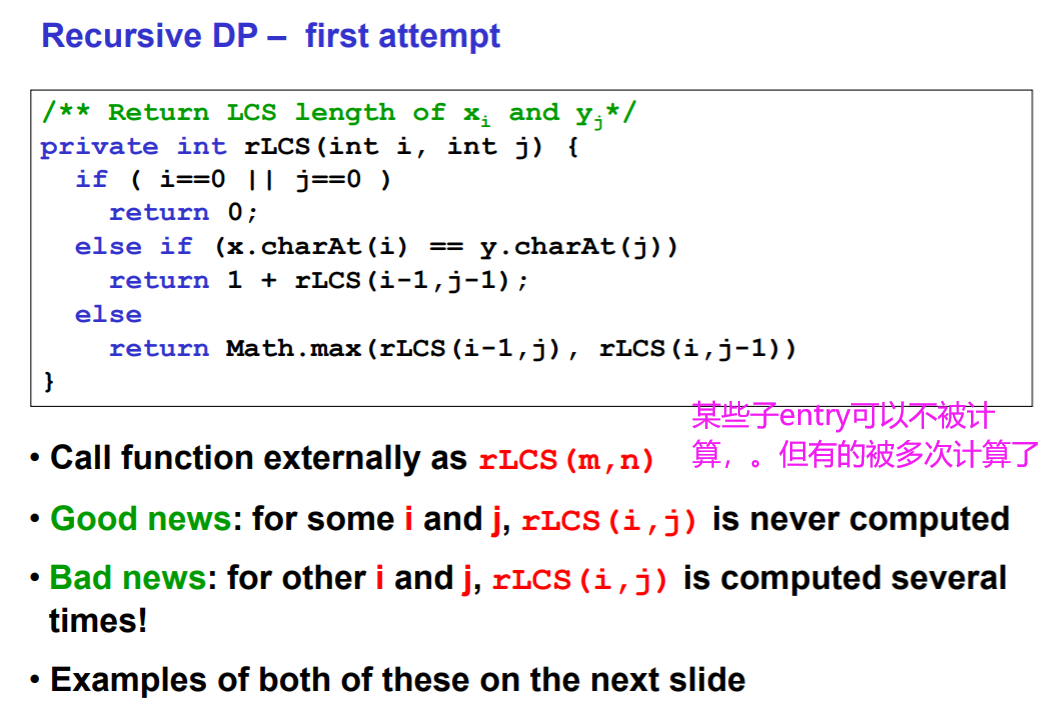 Recursive DP – first attempt
/** Return LCS length of xᵢ and yⱼ*/
private int rLCS(int i, int j) {
  if ( i==0 || j==0 )
    return 0;
  else if (x.charAt(i) == y.charAt(j))
    return 1 + rLCS(i-1,j-1);
  else
    return Math.max(rLCS(i-1,j), rLCS(i,j-1))
}
某些子entry可以不被计
算，。但有的被多次计算了
• Call function externally as rLCS(m,n)
• Good news: for some i and j, rLCS(i,j) is never computed
• Bad news: for other i and j, rLCS(i,j) is computed several
times!
• Examples of both of these on the next slide